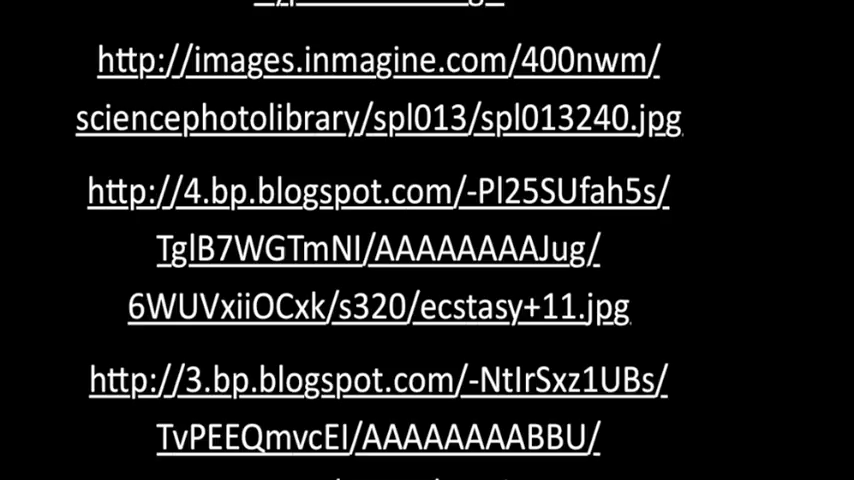 http://images.inmagine.com/400nwm/
sciencephotolibrary/spl013/spl013240.jpg
http://4.bp.blogspot.com/-Pl25SUfah5s/
TglB7WGTmNI/AAAAAAAAJug/
6WUVxiiOCxk/s320/ecstasy+11.jpg
http://3.bp.blogspot.com/-NtIrSxz1UBs/
TvPEEQmvcEI/AAAAAAAABBU/